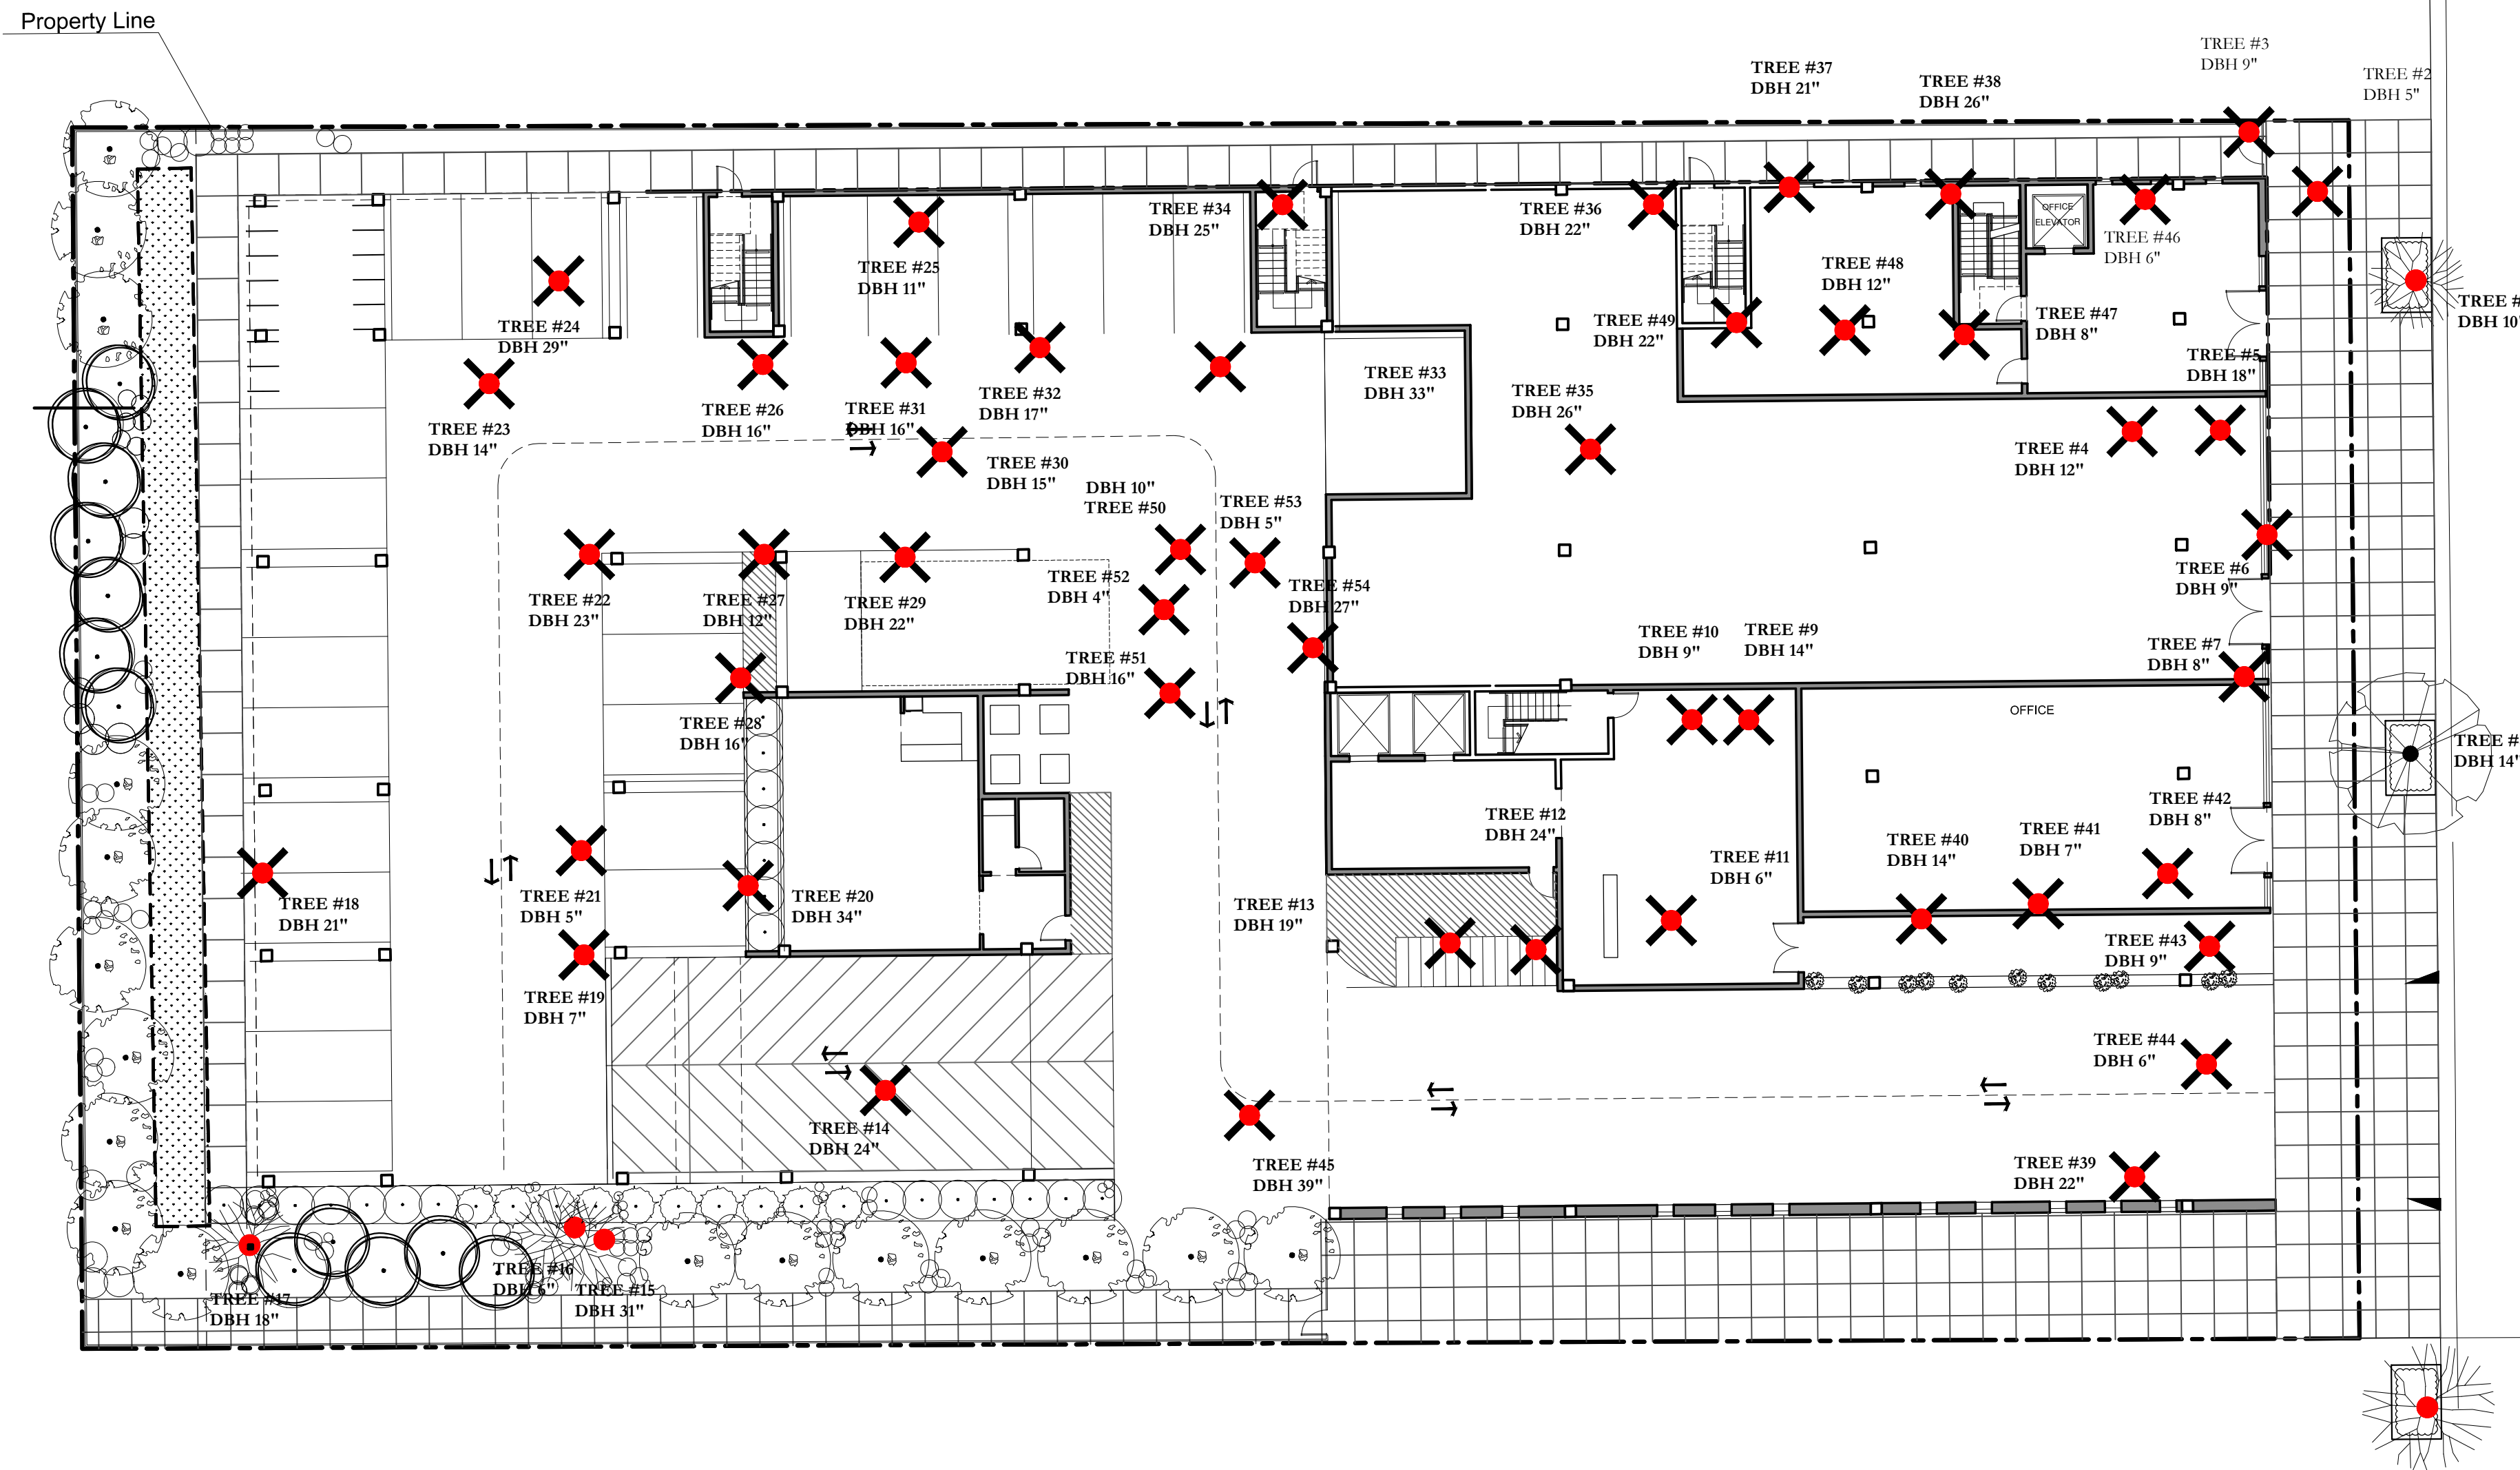 Property Line
TREE #3
DBH 9"
TREE #2
DBH 5"
TREE #37
DBH 21"
TREE #38
DBH 26"
TREE #34
DBH 25"
TREE #36
DBH 22"
OFFICE
ELEVATOR
TREE #46
DBH 6"
TREE #25
DBH 11"
TREE #48
DBH 12"
TREE #24
DBH 29"
TREE #49
DBH 22"
TREE #47
DBH 8"
TREE #
DBH 10"
TREE #5
DBH 18"
TREE #33
DBH 33"
TREE #35
DBH 26"
TREE #32
DBH 17"
TREE #26
DBH 16"
TREE #31
DBH 16"
TREE #23
DBH 14"
TREE #4
DBH 12"
TREE #30
DBH 15"
DBH 10"
TREE #50
TREE #53
DBH 5"
TREE #52
DBH 4"
TREE #54
DBH 27"
TREE #6
DBH 9"
TREE #22
DBH 23"
TREE #27
DBH 12"
TREE #29
DBH 22"
TREE #10
DBH 9"
TREE #9
DBH 14"
TREE #7
DBH 8"
TREE #51
DBH 16"
TREE #28
DBH 16"
OFFICE
TREE #
DBH 14"
TREE #12
DBH 24"
TREE #42
DBH 8"
TREE #40
DBH 14"
TREE #41
DBH 7"
TREE #11
DBH 6"
TREE #18
DBH 21"
TREE #21
DBH 5"
TREE #20
DBH 34"
TREE #13
DBH 19"
TREE #43
DBH 9"
TREE #19
DBH 7"
TREE #44
DBH 6"
TREE #14
DBH 24"
TREE #45
DBH 39"
TREE #39
DBH 22"
TREE #16
DBH 6"
TREE #15
DBH 31"
TREE #17
DBH 18"